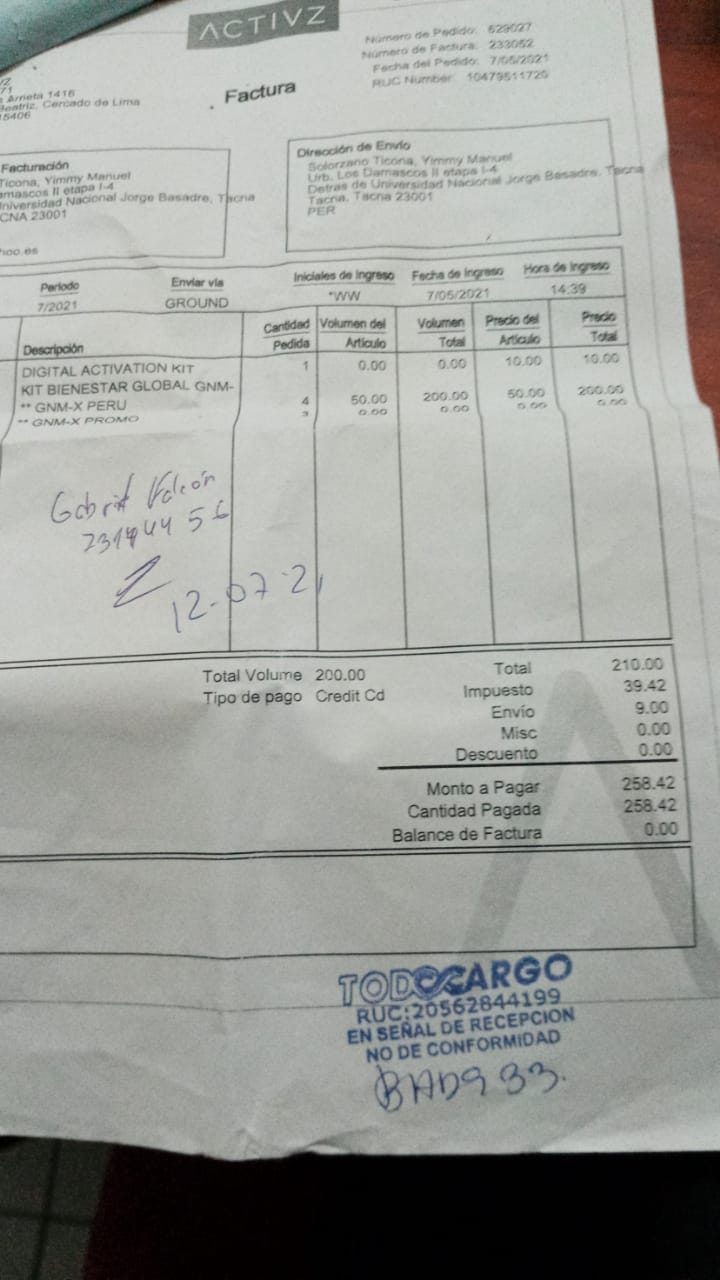 ACTIVZ
Número de Pedido: 629027
Número de Factura: 233052
Fecha del Pedido: 7/05/2021
RUC Number: 10479511720
Factura
Arrieta 1416
Beatriz, Cercado de Lima
15406
Facturación
Ticona, Yimmy Manuel
mascos II etapa I-4
niversidad Nacional Jorge Basadre, Tacna
CNA 23001
hoo.es
Dirección de Envío
Solorzano Ticona, Yimmy Manuel
Urb. Los Damascos II etapa I-4
Detras de Universidad Nacional Jorge Basadre, Tacna
Tacna, Tacna 23001
PER
Periodo Enviar vía Iniciales de Ingreso Fecha de Ingreso Hora de Ingreso
7/2021 GROUND *WW 7/05/2021 14:39
Descripción Cantidad Pedida Volumen del Artículo Volumen Total Precio del Artículo Precio Total
DIGITAL ACTIVATION KIT 1 0.00 0.00 10.00 10.00
KIT BIENESTAR GLOBAL GNM-
** GNM-X PERU 4 50.00 200.00 50.00 200.00
** GNM-X PROMO 0.00 0.00 0.00 0.00
Gabriel
12-07-21
Total Volume 200.00
Tipo de pago Credit Cd
Total 210.00
Impuesto 39.42
Envío 9.00
Misc 0.00
Descuento 0.00
Monto a Pagar 258.42
Cantidad Pagada 258.42
Balance de Factura 0.00
TODOCARGO
RUC:20562844199
EN SEÑAL DE RECEPCION
NO DE CONFORMIDAD